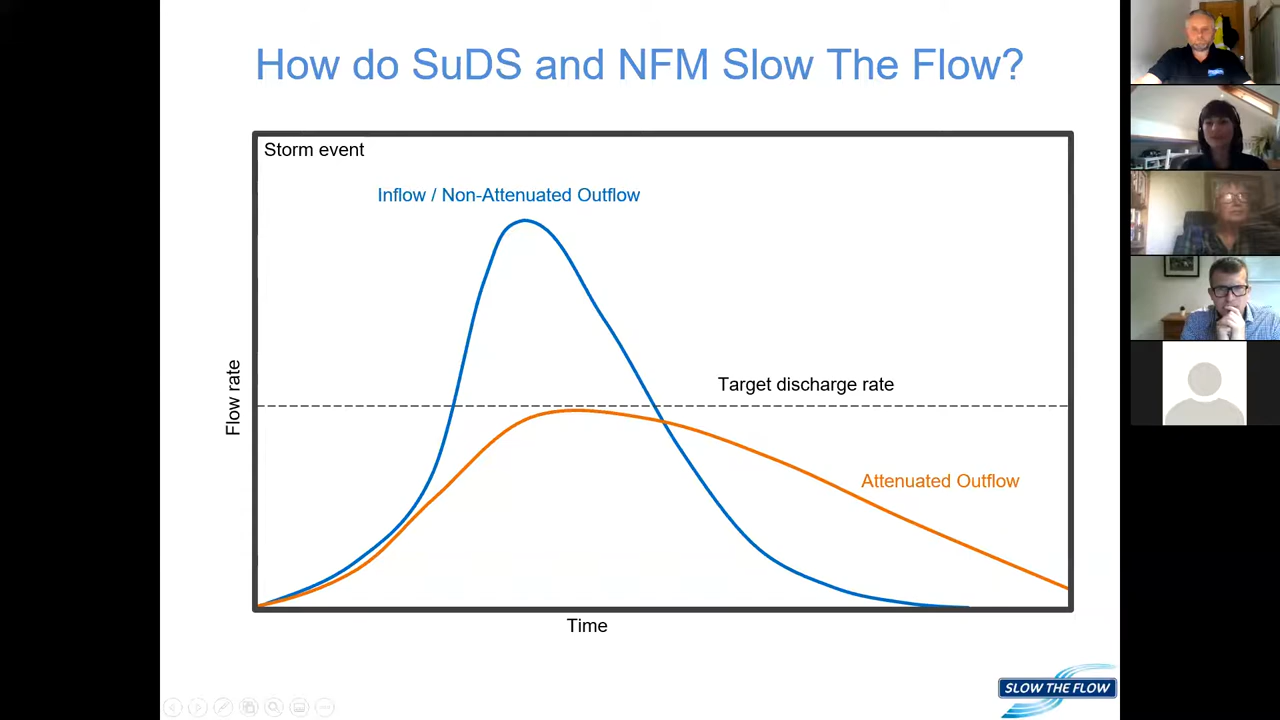 How do SuDS and NFM Slow The Flow?
Storm event
Inflow / Non-Attenuated Outflow
Target discharge rate
Flow rate
Attenuated Outflow
Time
SLOW THE FLOW